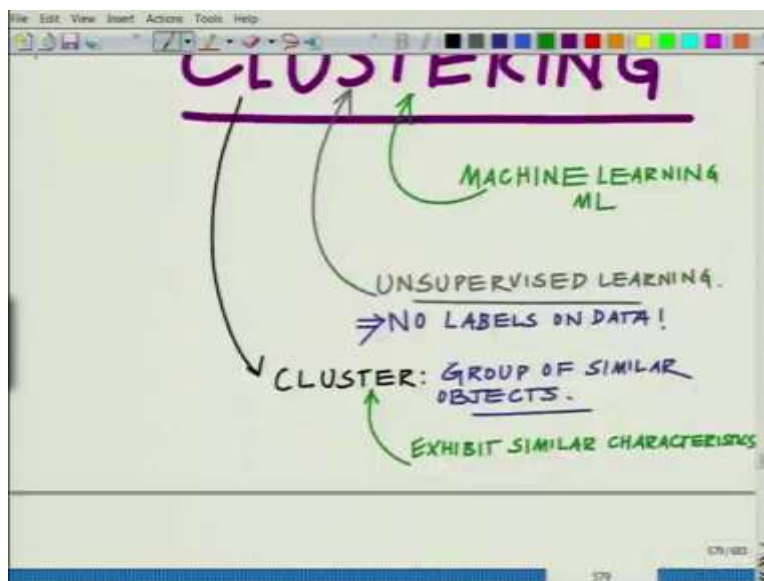 File Edit View Insert Actions Tools Help
CLUSTERING
MACHINE LEARNING
ML
UNSUPERVISED LEARNING.
⇒ NO LABELS ON DATA!
CLUSTER: GROUP OF SIMILAR
OBJECTS.
EXHIBIT SIMILAR CHARACTERISTICS
579